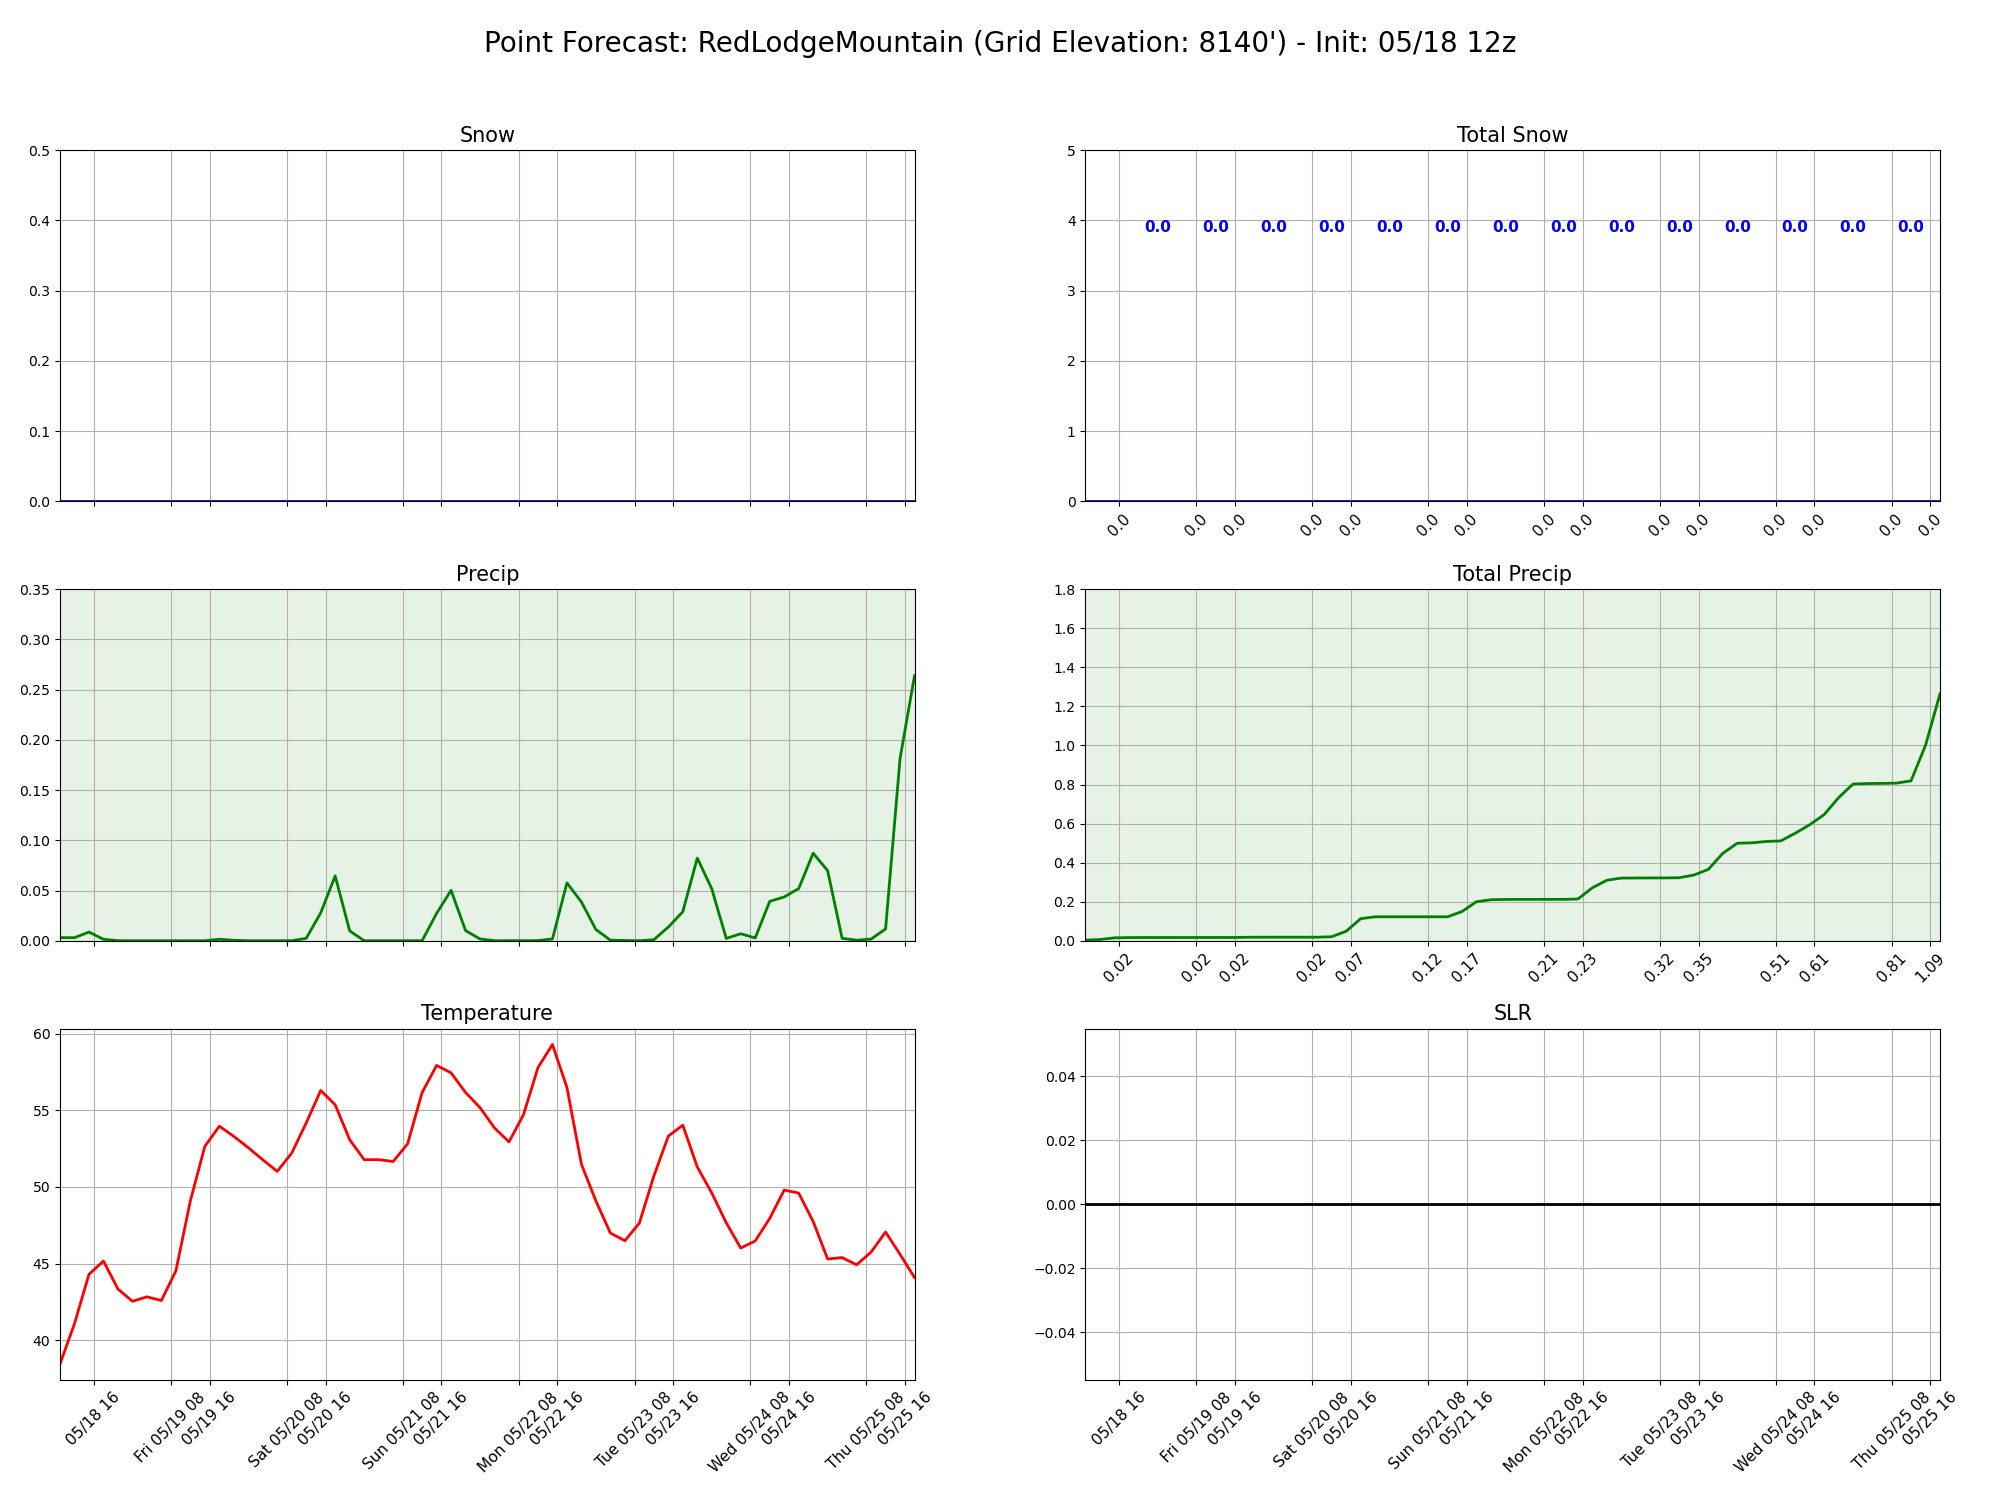 Point Forecast: RedLodgeMountain (Grid Elevation: 8140') - Init: 05/18 12z
Snow
0.5
0.4
0.3
0.2
0.1
0.0
Total Snow
5
4
3
2
1
0
0.0 0.0 0.0 0.0 0.0 0.0 0.0 0.0 0.0 0.0 0.0 0.0 0.0 0.0
0.0 0.0 0.0 0.0 0.0 0.0 0.0 0.0 0.0 0.0 0.0 0.0 0.0 0.0 0.0
Precip
0.35
0.30
0.25
0.20
0.15
0.10
0.05
0.00
Total Precip
1.8
1.6
1.4
1.2
1.0
0.8
0.6
0.4
0.2
0.0
0.02 0.02 0.02 0.02 0.07 0.12 0.17 0.21 0.23 0.32 0.35 0.51 0.61 0.81 1.09
Temperature
60
55
50
45
40
05/18 16
Fri 05/19 08
05/19 16
Sat 05/20 08
05/20 16
Sun 05/21 08
05/21 16
Mon 05/22 08
05/22 16
Tue 05/23 08
05/23 16
Wed 05/24 08
05/24 16
Thu 05/25 08
05/25 16
SLR
0.04
0.02
0.00
−0.02
−0.04
05/18 16
Fri 05/19 08
05/19 16
Sat 05/20 08
05/20 16
Sun 05/21 08
05/21 16
Mon 05/22 08
05/22 16
Tue 05/23 08
05/23 16
Wed 05/24 08
05/24 16
Thu 05/25 08
05/25 16